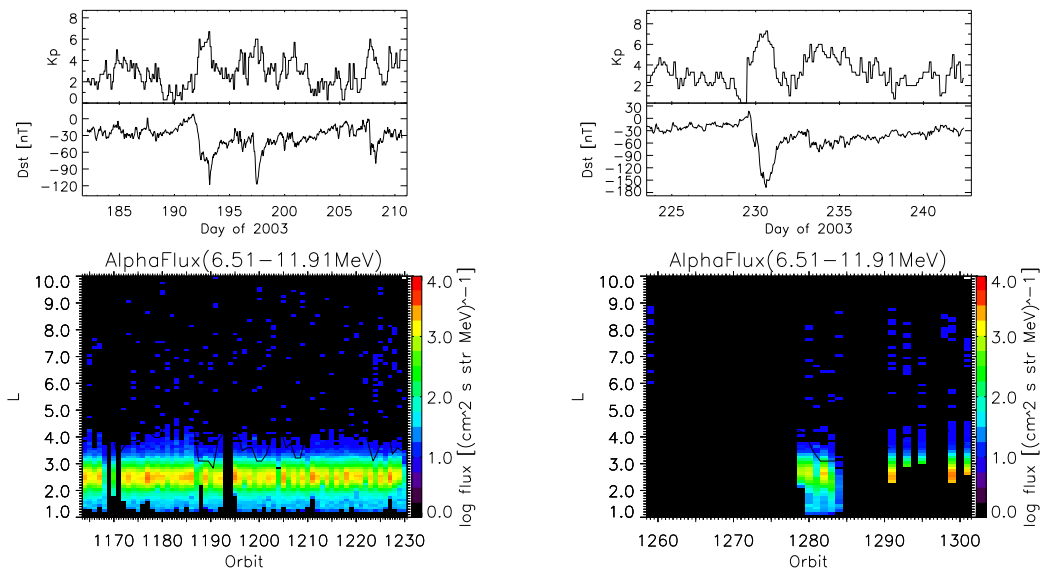 8
6
4
2
0
Kp
0
−30
−60
−90
−120
Dst [nT]
185 190 195 200 205 210
Day of 2003
8
6
4
2
Kp
30
0
−30
−60
−90
−120
−150
−180
Dst [nT]
225 230 235 240
Day of 2003
AlphaFlux(6.51−11.91MeV)
10.0
9.0
8.0
7.0
6.0
5.0
4.0
3.0
2.0
1.0
L
1170 1180 1190 1200 1210 1220 1230
Orbit
4.0
3.0
2.0
1.0
0.0
log flux [(cm^2 s str MeV)^−1]
AlphaFlux(6.51−11.91MeV)
10.0
9.0
8.0
7.0
6.0
5.0
4.0
3.0
2.0
1.0
L
1260 1270 1280 1290 1300
Orbit
4.0
3.0
2.0
1.0
0.0
log flux [(cm^2 s str MeV)^−1]